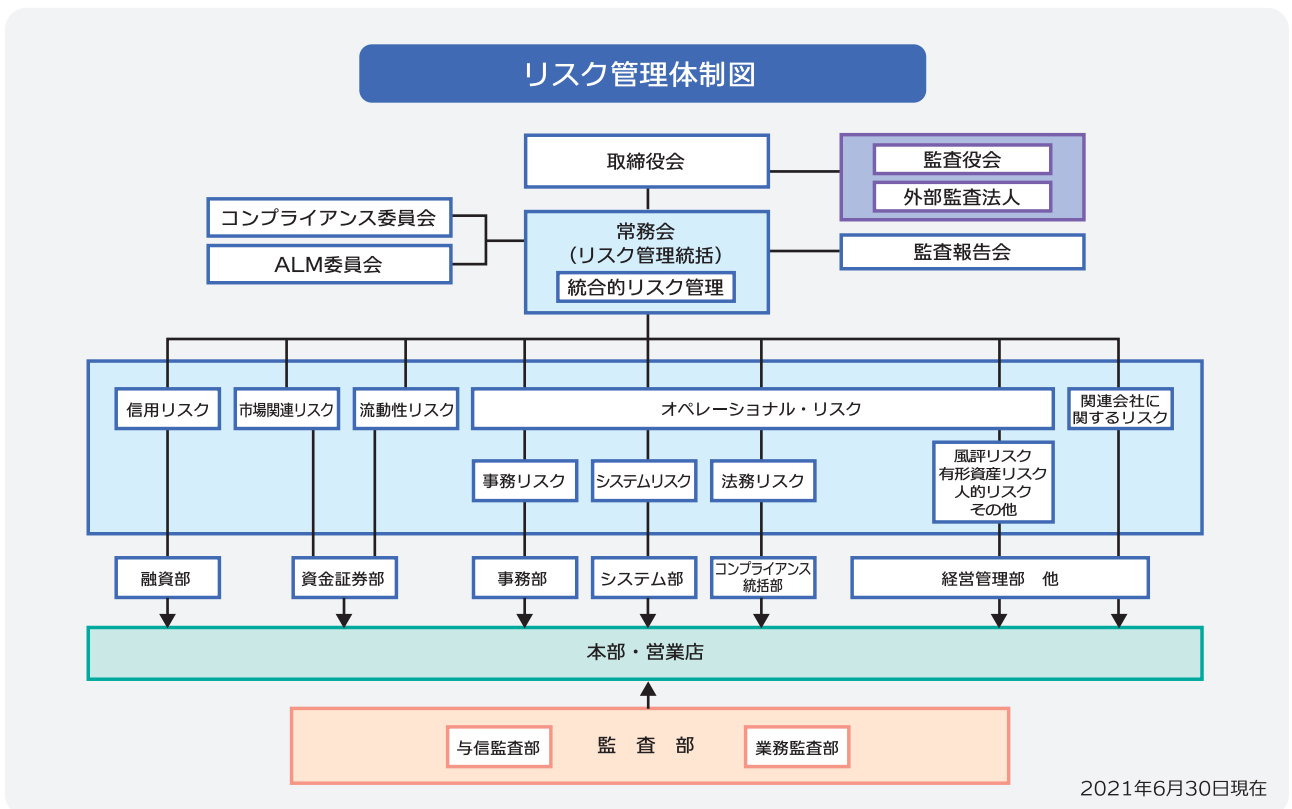 リスク管理体制図
取締役会
監査役会
外部監査法人
コンプライアンス委員会
ALM委員会
常務会
（リスク管理統括）
統合的リスク管理
監査報告会
信用リスク
市場関連リスク
流動性リスク
オペレーショナル・リスク
関連会社に
関するリスク
事務リスク
システムリスク
法務リスク
風評リスク
有形資産リスク
人的リスク
その他
融資部
資金証券部
事務部
システム部
コンプライアンス
統括部
経営管理部　他
本部・営業店
与信監査部
監　査　部
業務監査部
2021年6月30日現在